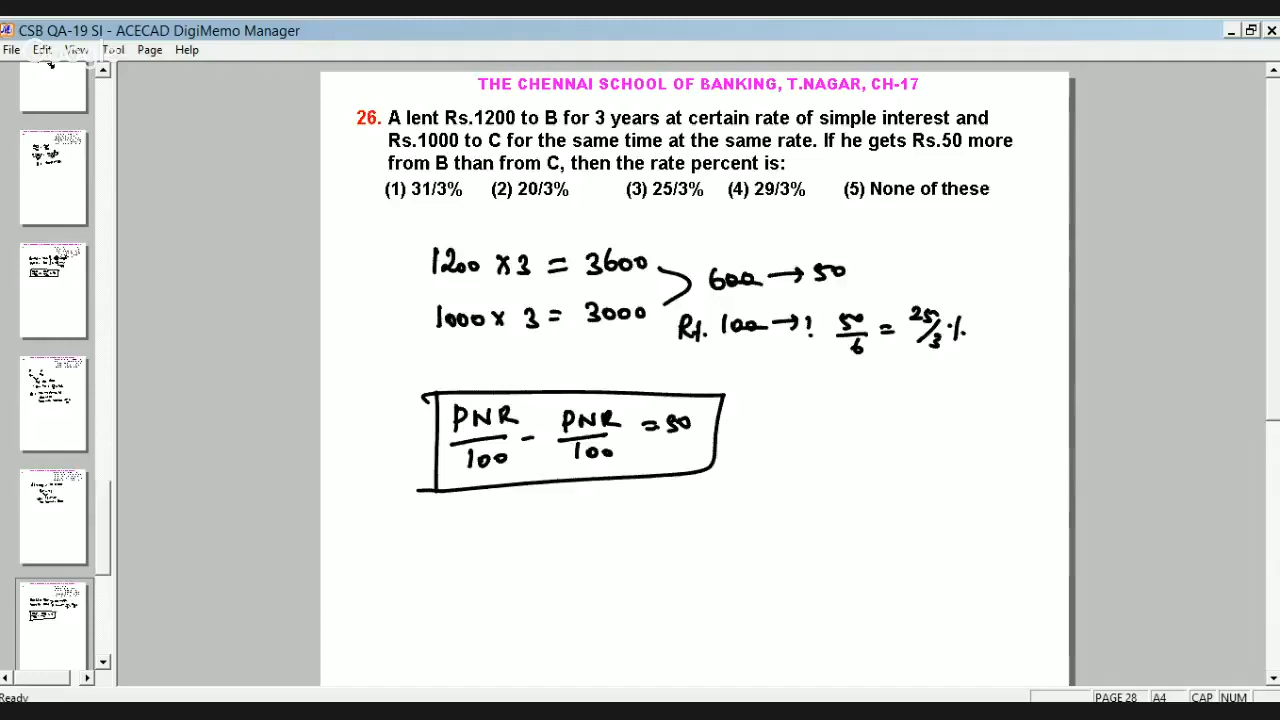 CSB QA-19 SI - ACECAD DigiMemo Manager
File Edit View Tool Page Help
THE CHENNAI SCHOOL OF BANKING, T.NAGAR, CH-17
26. A lent Rs.1200 to B for 3 years at certain rate of simple interest and
Rs.1000 to C for the same time at the same rate. If he gets Rs.50 more
from B than from C, then the rate percent is:
(1) 31/3% (2) 20/3% (3) 25/3% (4) 29/3% (5) None of these
1200 × 3 = 3600
600 → 50
1000 × 3 = 3000
100 → ? 50/6 = 25/3 %
PNR/100 - PNR/100 = 50
Ready PAGE 28 A4 CAP NUM